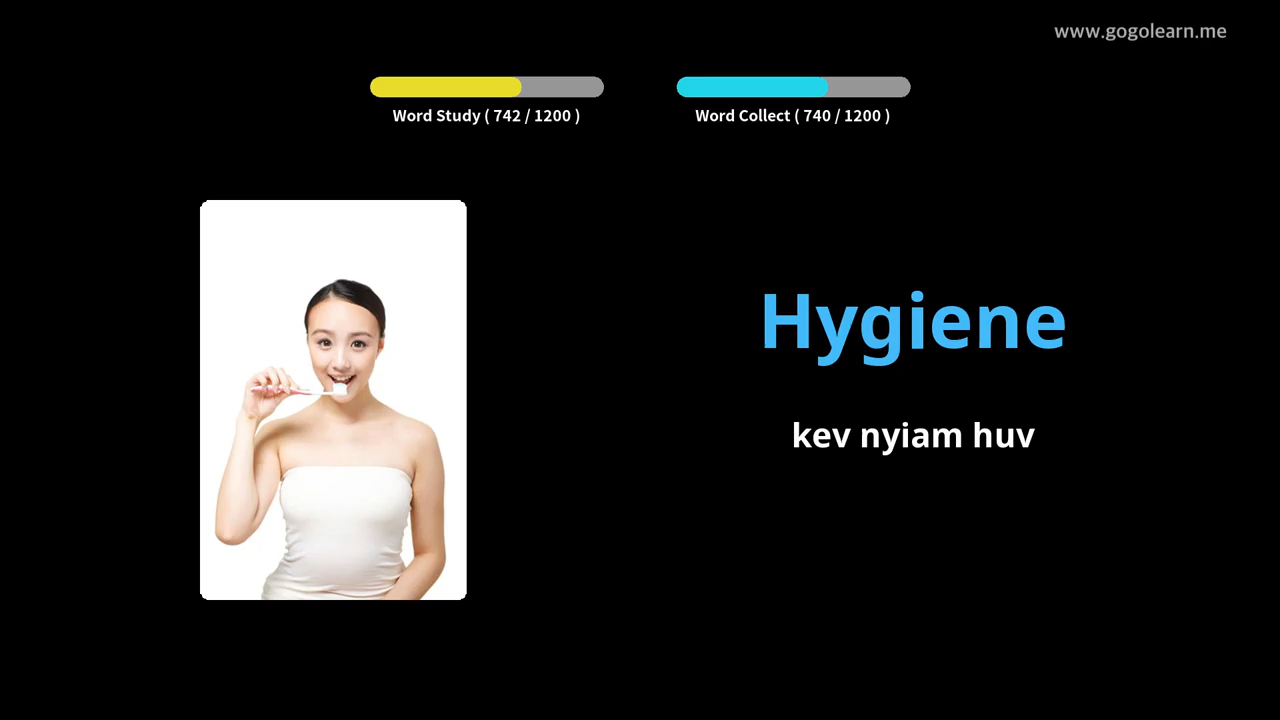 www.gogolearn.me
Word Study ( 742 / 1200 )
Word Collect ( 740 / 1200 )
Hygiene
kev nyiam huv